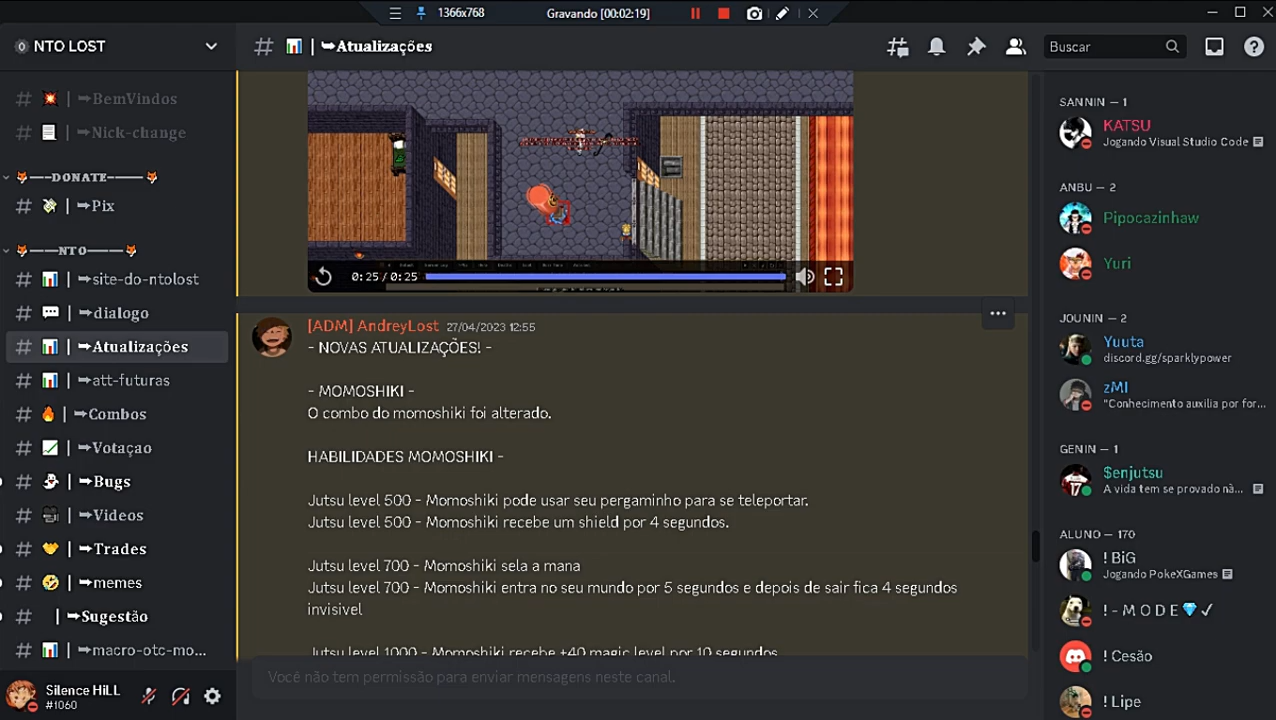 1366x768 Gravando [00:02:19]
NTO LOST
# | ➥BemVindos
# | ➥Nick-change
———DONATE———
# | ➥Pix
———NTO———
# | ➥site-do-ntolost
# | ➥dialogo
# | ➥Atualizações
# | ➥att-futuras
# | ➥Combos
# | ➥Votaçao
# | ➥Bugs
# | ➥Videos
# | ➥Trades
# | ➥memes
# | ➥Sugestão
# | ➥macro-otc-mo...
Silence HiLL
#1060
# | ➥Atualizações
Buscar
0:25/0:25
[ADM] AndreyLost 27/04/2023 12:55
- NOVAS ATUALIZAÇÕES! -
- MOMOSHIKI -
O combo do momoshiki foi alterado.
HABILIDADES MOMOSHIKI -
Jutsu level 500 - Momoshiki pode usar seu pergaminho para se teleportar.
Jutsu level 500 - Momoshiki recebe um shield por 4 segundos.
Jutsu level 700 - Momoshiki sela a mana
Jutsu level 700 - Momoshiki entra no seu mundo por 5 segundos e depois de sair fica 4 segundos
invisivel
Jutsu level 1000 - Momoshiki recebe +40 magic level por 10 segundos
Você não tem permissão para enviar mensagens neste canal.
SANNIN — 1
KATSU
Jogando Visual Studio Code
ANBU — 2
Pipocazinhaw
Yuri
JOUNIN — 2
Yuuta
discord.gg/sparklypower
zMl
"Conhecimento auxilia por for...
GENIN — 1
$enjutsu
A vida tem se provado nà...
ALUNO — 170
! BiG
Jogando PokeXGames
! - M O D E💎✓
! Cesão
! Lipe